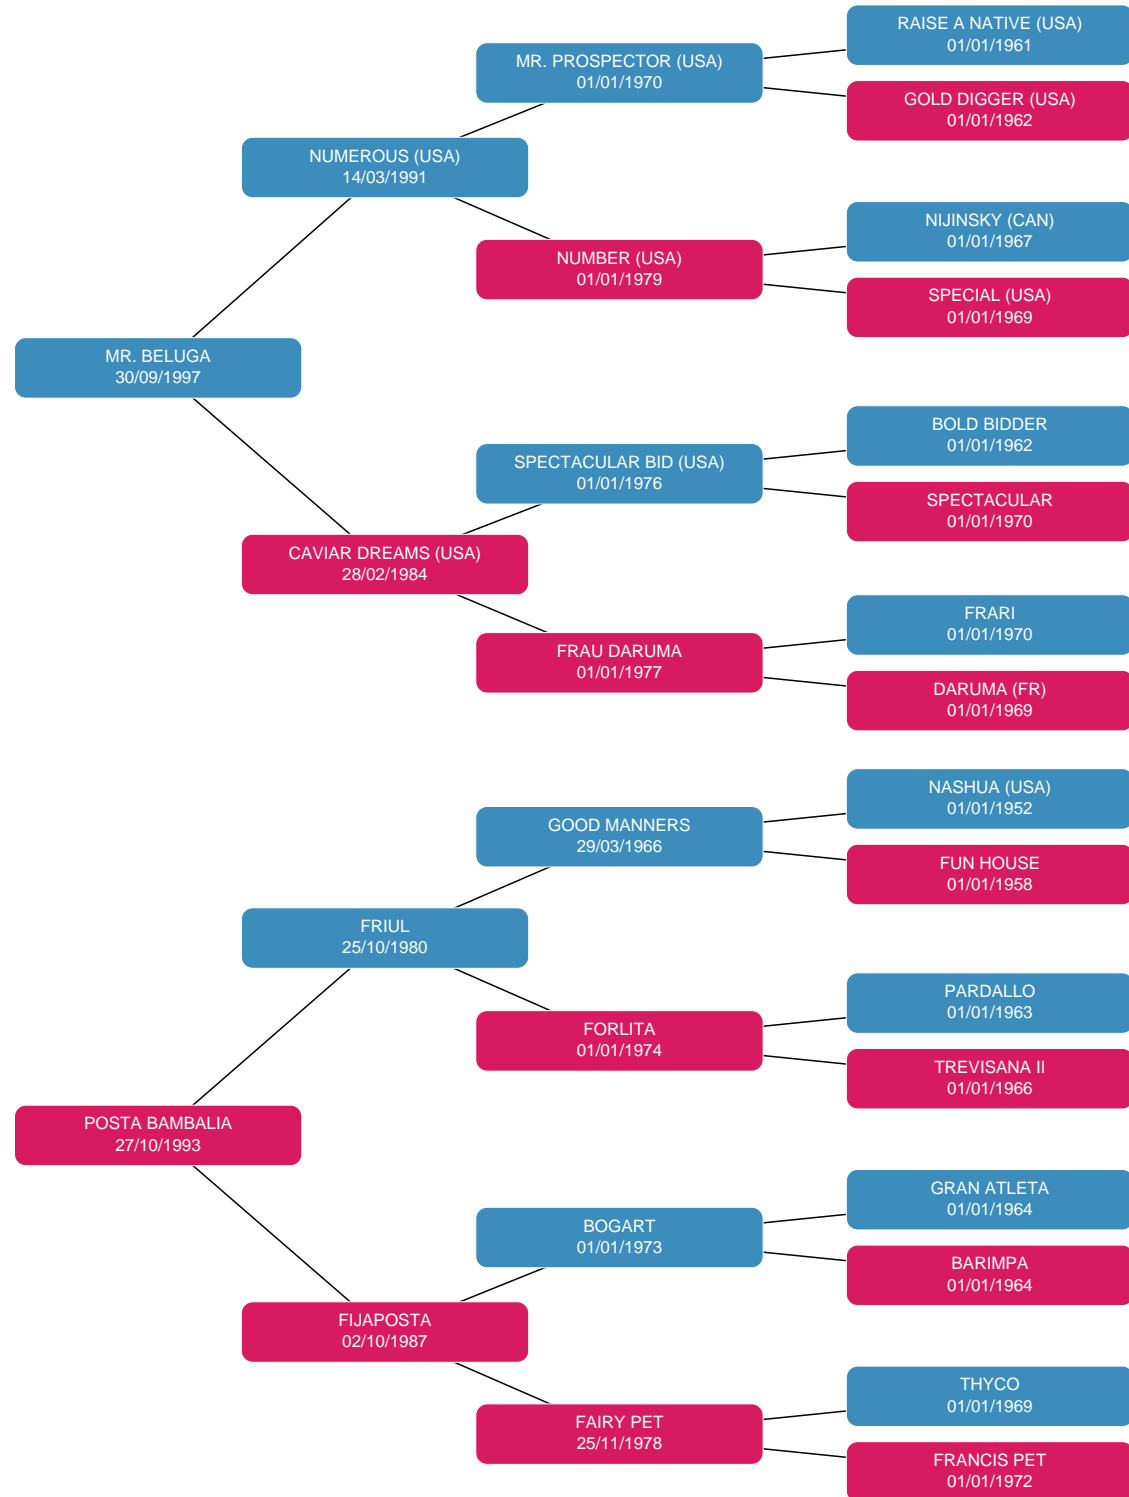 RAISE A NATIVE (USA)
01/01/1961
MR. PROSPECTOR (USA)
01/01/1970
GOLD DIGGER (USA)
01/01/1962
NUMEROUS (USA)
14/03/1991
NIJINSKY (CAN)
01/01/1967
NUMBER (USA)
01/01/1979
SPECIAL (USA)
01/01/1969
MR. BELUGA
30/09/1997
BOLD BIDDER
01/01/1962
SPECTACULAR BID (USA)
01/01/1976
SPECTACULAR
01/01/1970
CAVIAR DREAMS (USA)
28/02/1984
FRARI
01/01/1970
FRAU DARUMA
01/01/1977
DARUMA (FR)
01/01/1969
NASHUA (USA)
01/01/1952
GOOD MANNERS
29/03/1966
FUN HOUSE
01/01/1958
FRIUL
25/10/1980
PARDALLO
01/01/1963
FORLITA
01/01/1974
TREVISANA II
01/01/1966
POSTA BAMBALIA
27/10/1993
GRAN ATLETA
01/01/1964
BOGART
01/01/1973
BARIMPA
01/01/1964
FIJAPOSTA
02/10/1987
THYCO
01/01/1969
FAIRY PET
25/11/1978
FRANCIS PET
01/01/1972